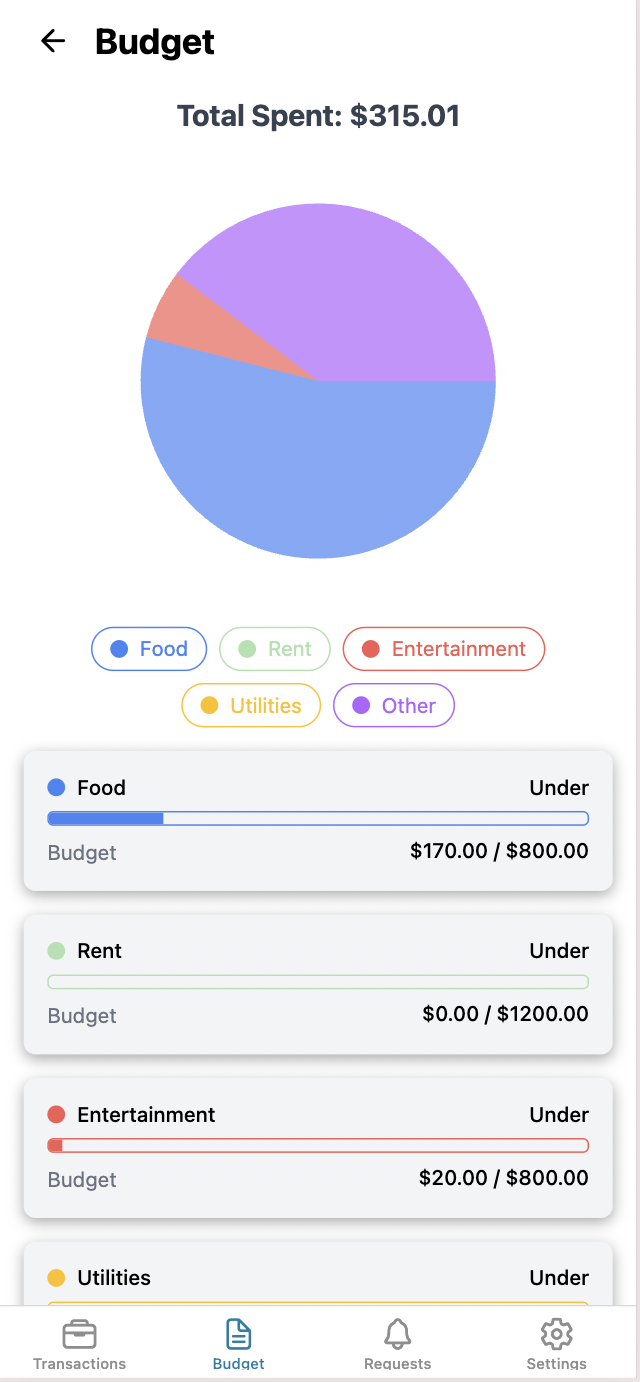 Budget
Total Spent: $315.01
Food Rent Entertainment
Utilities Other
Food Under
Budget $170.00 / $800.00
Rent Under
Budget $0.00 / $1200.00
Entertainment Under
Budget $20.00 / $800.00
Utilities Under
Transactions Budget Requests Settings